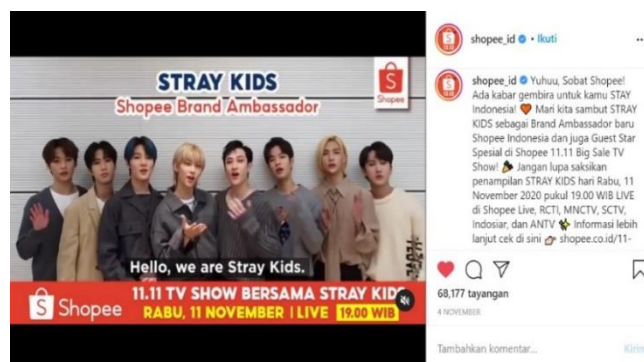 STRAY KIDS
Shopee Brand Ambassador
Shopee
Hello, we are Stray Kids.
Shopee
11.11 TV SHOW BERSAMA STRAY KIDS
RABU, 11 NOVEMBER | LIVE 19.00 WIB
shopee_id • Ikuti
shopee_id Yuhuu, Sobat Shopee!
Ada kabar gembira untuk kamu STAY
Indonesia! 🧡 Mari kita sambut STRAY
KIDS sebagai Brand Ambassador baru
Shopee Indonesia dan juga Guest Star
Spesial di Shopee 11.11 Big Sale TV
Show! 🎉 Jangan lupa saksikan
penampilan STRAY KIDS hari Rabu, 11
November 2020 pukul 19.00 WIB LIVE
di Shopee Live, RCTI, MNCTV, SCTV,
Indosiar, dan ANTV ✨ Informasi lebih
lanjut cek di sini 👉 shopee.co.id/11-
68,177 tayangan
4 NOVEMBER
Tambahkan komentar...